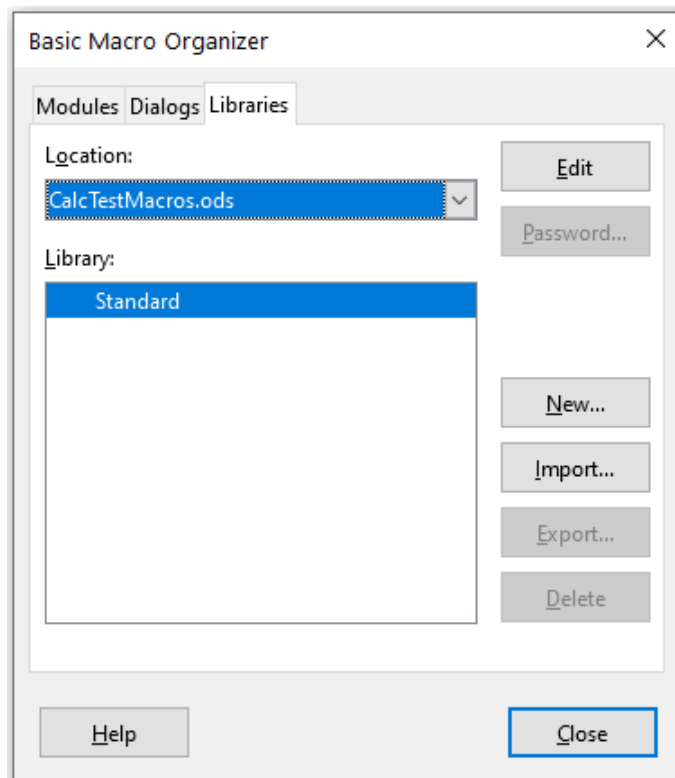 Basic Macro Organizer
Modules Dialogs Libraries
Location:
Edit
CalcTestMacros.ods
Password...
Library:
Standard
New...
Import...
Export...
Delete
Help
Close